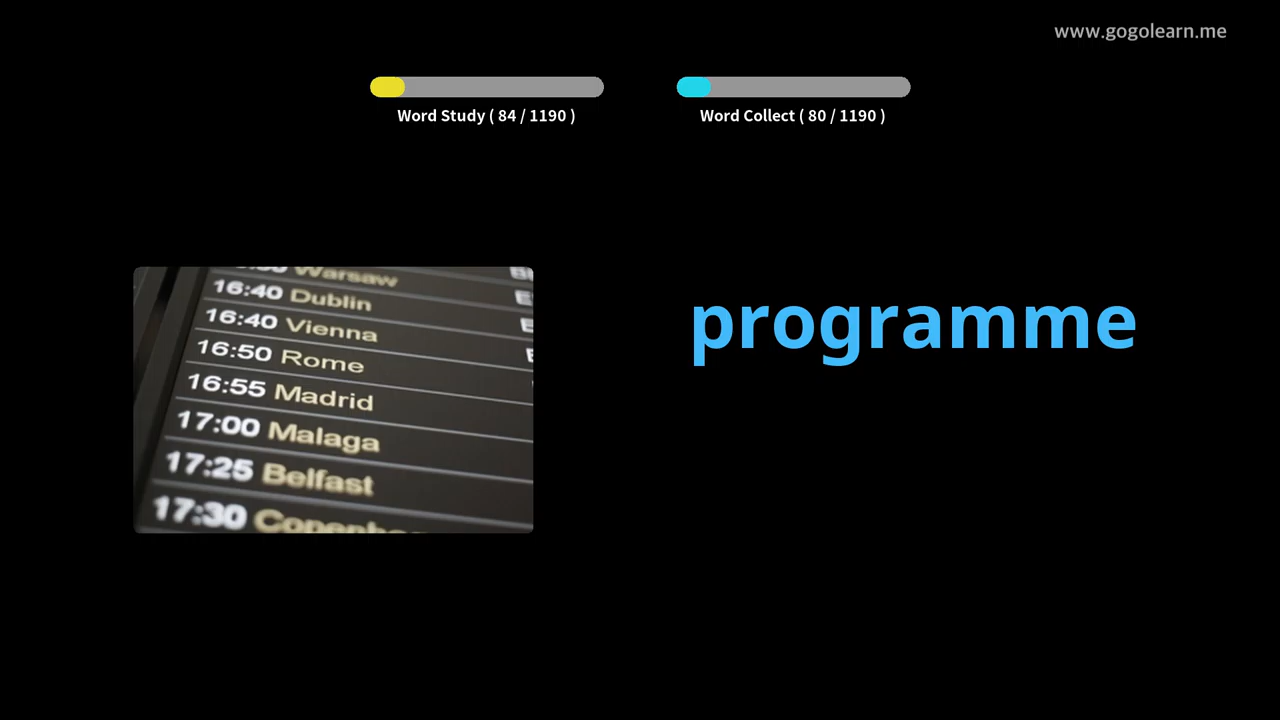 www.gogolearn.me
Word Study ( 84 / 1190 )
Word Collect ( 80 / 1190 )
Warsaw
16:40 Dublin
16:40 Vienna
16:50 Rome
16:55 Madrid
17:00 Malaga
17:25 Belfast
17:30
programme